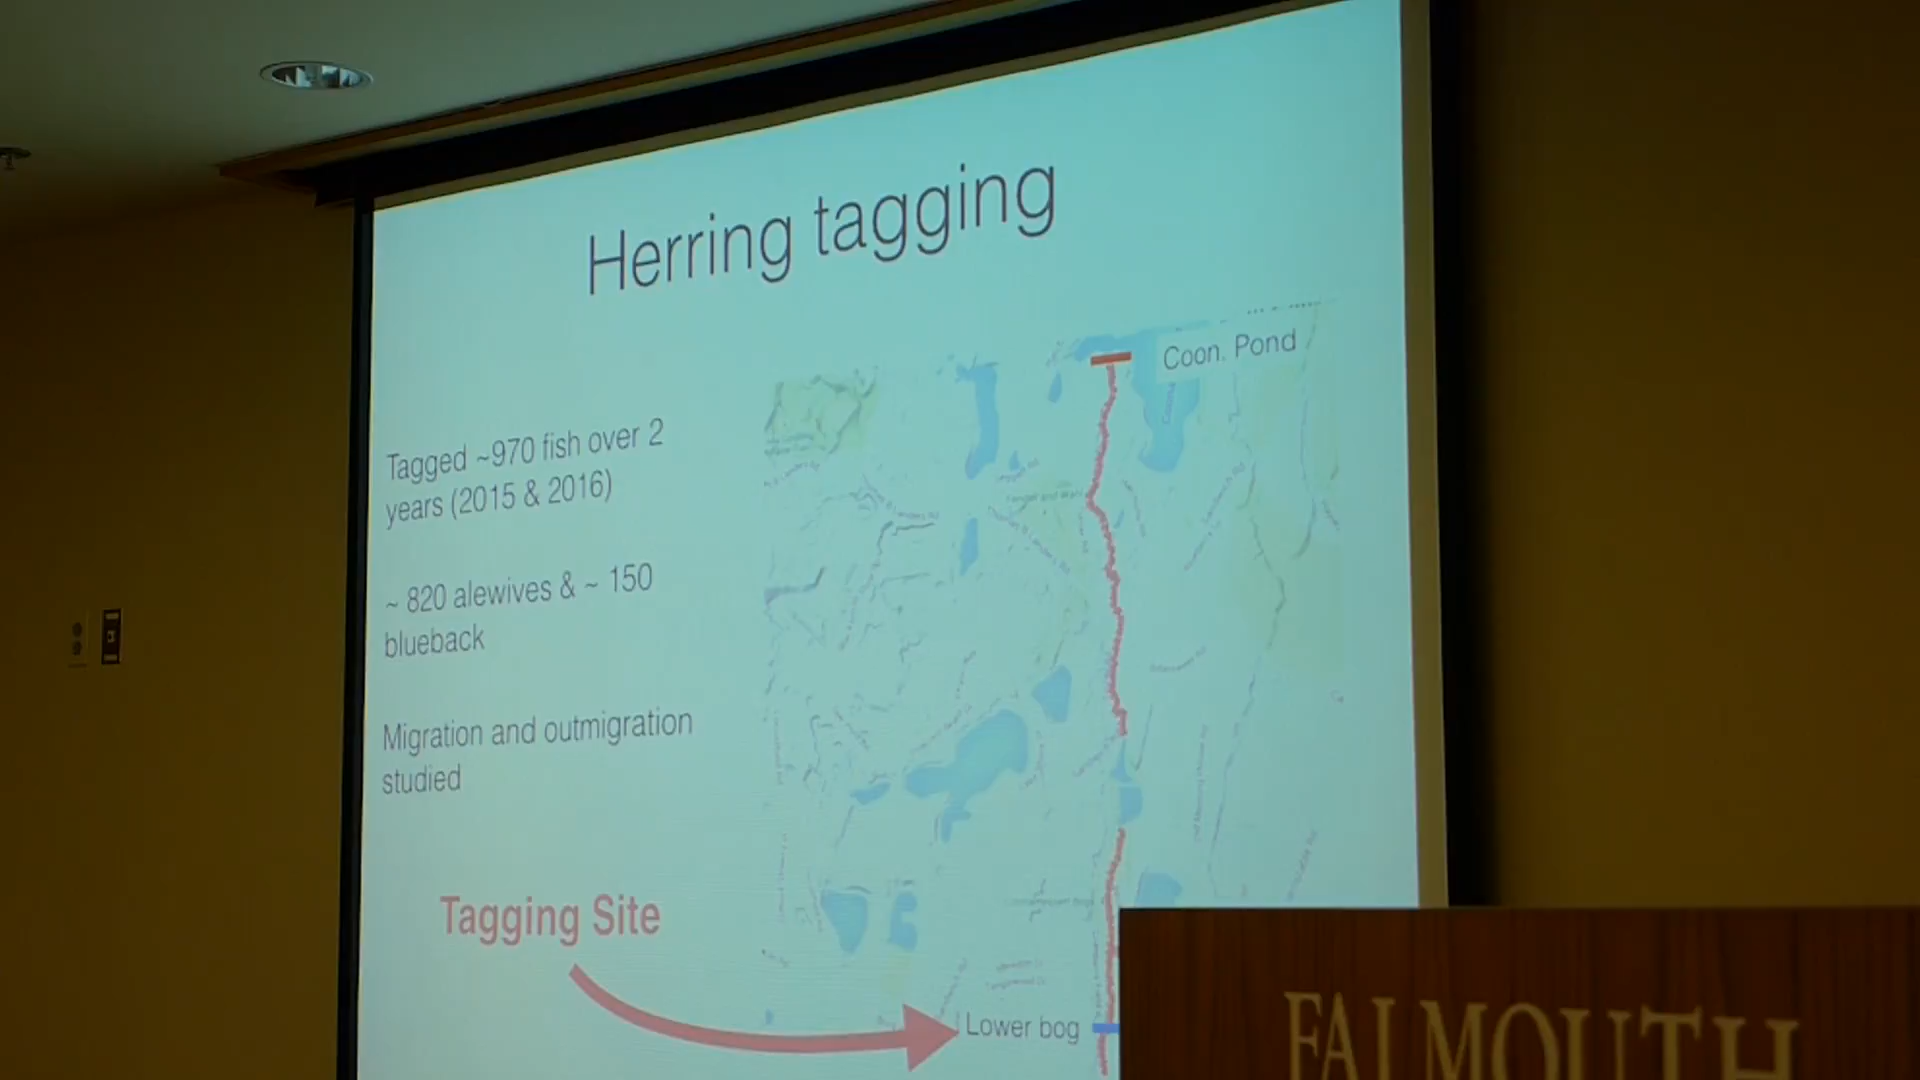 Herring tagging
Coon. Pond
Tagged ~970 fish over 2
years (2015 & 2016)
~ 820 alewives & ~ 150
blueback
Migration and outmigration
studied
Tagging Site
Lower bog
FALMOUTH